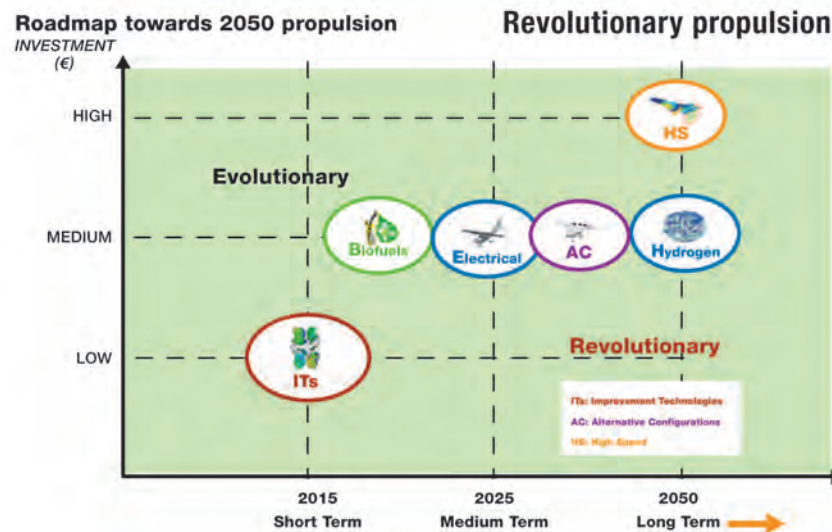 Roadmap towards 2050 propulsion
Revolutionary propulsion
INVESTMENT
(€)
HIGH
HS
Evolutionary
MEDIUM
Biofuels
Electrical
AC
Hydrogen
LOW
ITs
Revolutionary
ITs: Improvement Technologies
AC: Alternative Configurations
HS: High Speed
2015
2025
2050
Short Term
Medium Term
Long Term